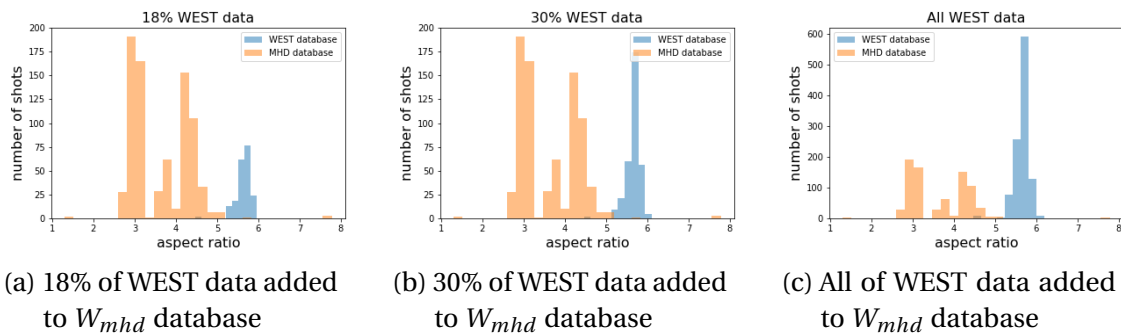 18% WEST data
200
175
150
125
100
75
50
25
0
number of shots
WEST database
MHD database
1 2 3 4 5 6 7 8
aspect ratio
(a) 18% of WEST data added
to W_mhd database
30% WEST data
200
175
150
125
100
75
50
25
0
number of shots
WEST database
MHD database
1 2 3 4 5 6 7 8
aspect ratio
(b) 30% of WEST data added
to W_mhd database
All WEST data
600
500
400
300
200
100
0
number of shots
WEST database
MHD database
1 2 3 4 5 6 7 8
aspect ratio
(c) All of WEST data added
to W_mhd database